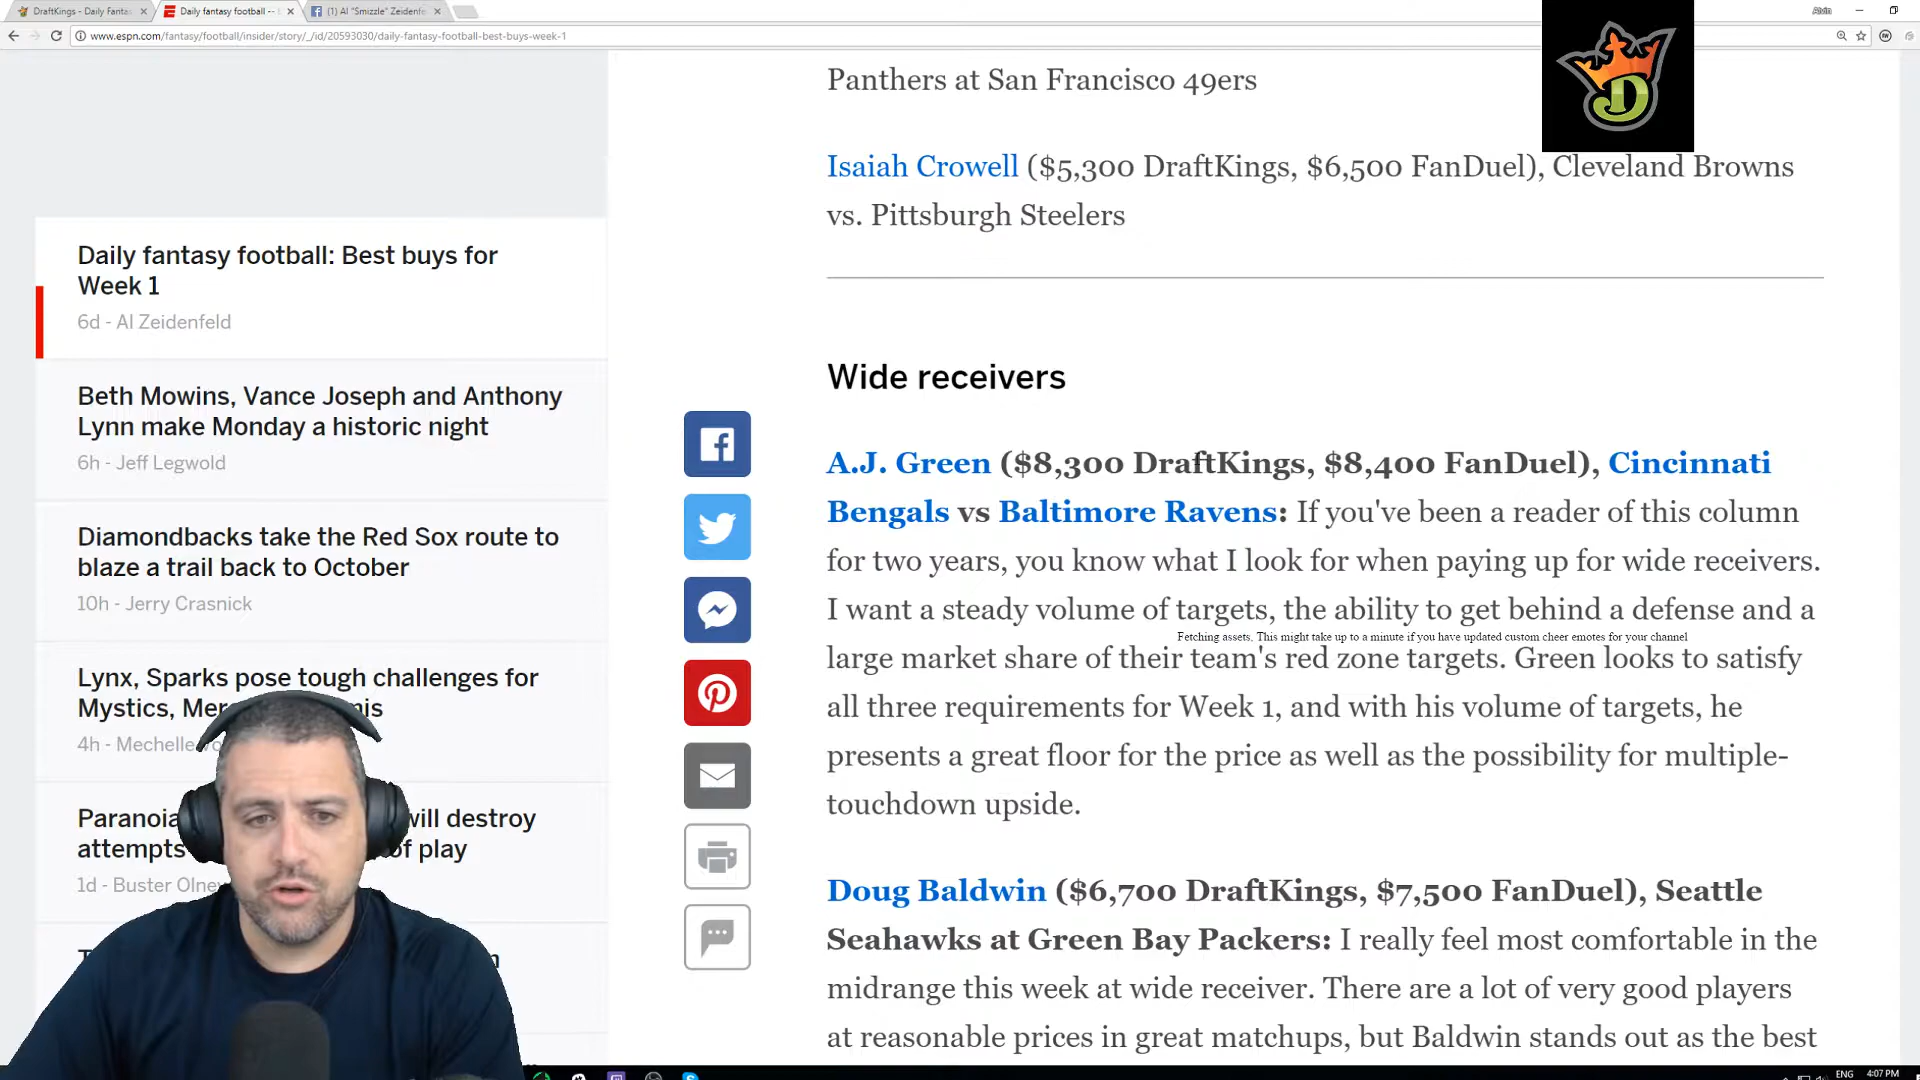 DraftKings - Daily Fanta
Daily fantasy football --
(1) Al "Smizzle" Zeidenfe
Alvin
www.espn.com/fantasy/football/insider/story/_/id/20593030/daily-fantasy-football-best-buys-week-1
D
Panthers at San Francisco 49ers
Isaiah Crowell ($5,300 DraftKings, $6,500 FanDuel), Cleveland Browns
vs. Pittsburgh Steelers
Daily fantasy football: Best buys for
Week 1
6d - Al Zeidenfeld
Beth Mowins, Vance Joseph and Anthony
Lynn make Monday a historic night
6h - Jeff Legwold
Diamondbacks take the Red Sox route to
blaze a trail back to October
10h - Jerry Crasnick
Lynx, Sparks pose tough challenges for
Mystics, Mer
4h - Mechelle
Paranoia will destroy
attempts of play
1d - Buster Olney
Wide receivers
A.J. Green ($8,300 DraftKings, $8,400 FanDuel), Cincinnati
Bengals vs Baltimore Ravens: If you've been a reader of this column
for two years, you know what I look for when paying up for wide receivers.
I want a steady volume of targets, the ability to get behind a defense and a
Fetching assets. This might take up to a minute if you have updated custom cheer emotes for your channel
large market share of their team's red zone targets. Green looks to satisfy
all three requirements for Week 1, and with his volume of targets, he
presents a great floor for the price as well as the possibility for multiple-
touchdown upside.
Doug Baldwin ($6,700 DraftKings, $7,500 FanDuel), Seattle
Seahawks at Green Bay Packers: I really feel most comfortable in the
midrange this week at wide receiver. There are a lot of very good players
at reasonable prices in great matchups, but Baldwin stands out as the best
ENG
4:07 PM